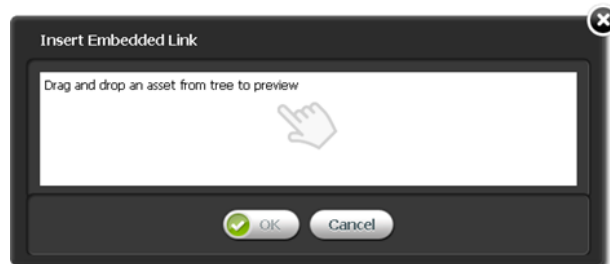 Insert Embedded Link
Drag and drop an asset from tree to preview
OK
Cancel